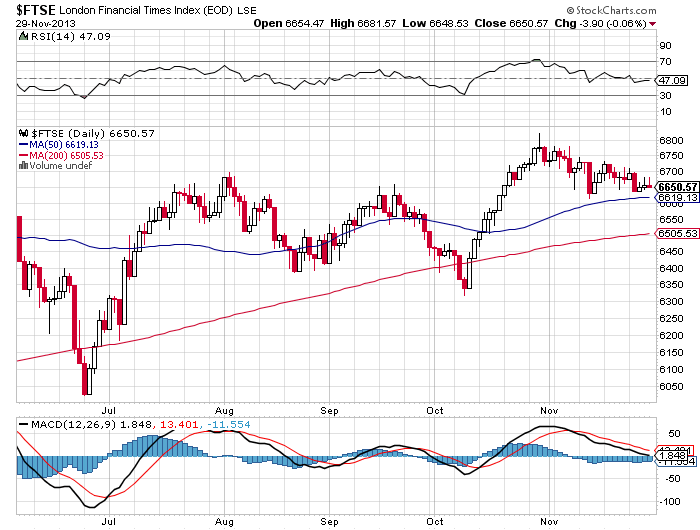 $FTSE London Financial Times Index (EOD) LSE © StockCharts.com
29-Nov-2013 Open 6654.47 High 6681.57 Low 6648.53 Close 6650.57 Chg -3.90 (-0.06%)
RSI(14) 47.09
90
70
47.09
30
10
$FTSE (Daily) 6650.57
MA(50) 6619.13
MA(200) 6505.53
Volume undef
6800
6750
6700
6650.57
6619.13
6600
6550
6505.53
6450
6400
6350
6300
6250
6200
6150
6100
6050
Jul Aug Sep Oct Nov
MACD(12,26,9) 1.848, 13.401, -11.554
50
1.848
-11.554
-50
-100
Jul Aug Sep Oct Nov